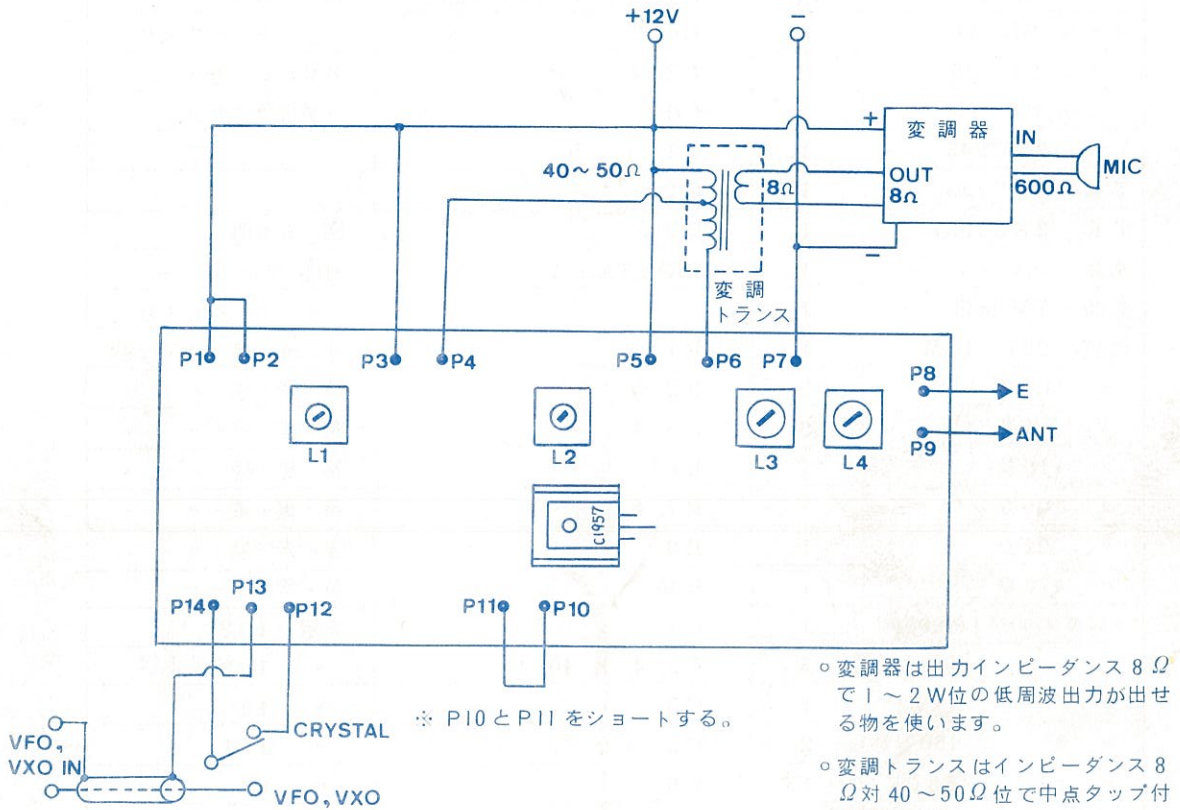 +12V
−
+
変調器
IN
MIC
OUT
8Ω
600Ω
−
40～50Ω
8Ω
変調
トランス
P1
P2
P3
P4
P5
P6
P7
P8
E
P9
ANT
L1
L2
L3
L4
C1957
P14
P13
P12
P11
P10
※ P10とP11をショートする。
CRYSTAL
VFO,
VXO IN
VFO,VXO
○ 変調器は出力インピーダンス 8Ω
で1～2W位の低周波出力が出せ
る物を使います。
○ 変調トランスはインピーダンス 8
Ω対 40～50Ω位で中点タップ付